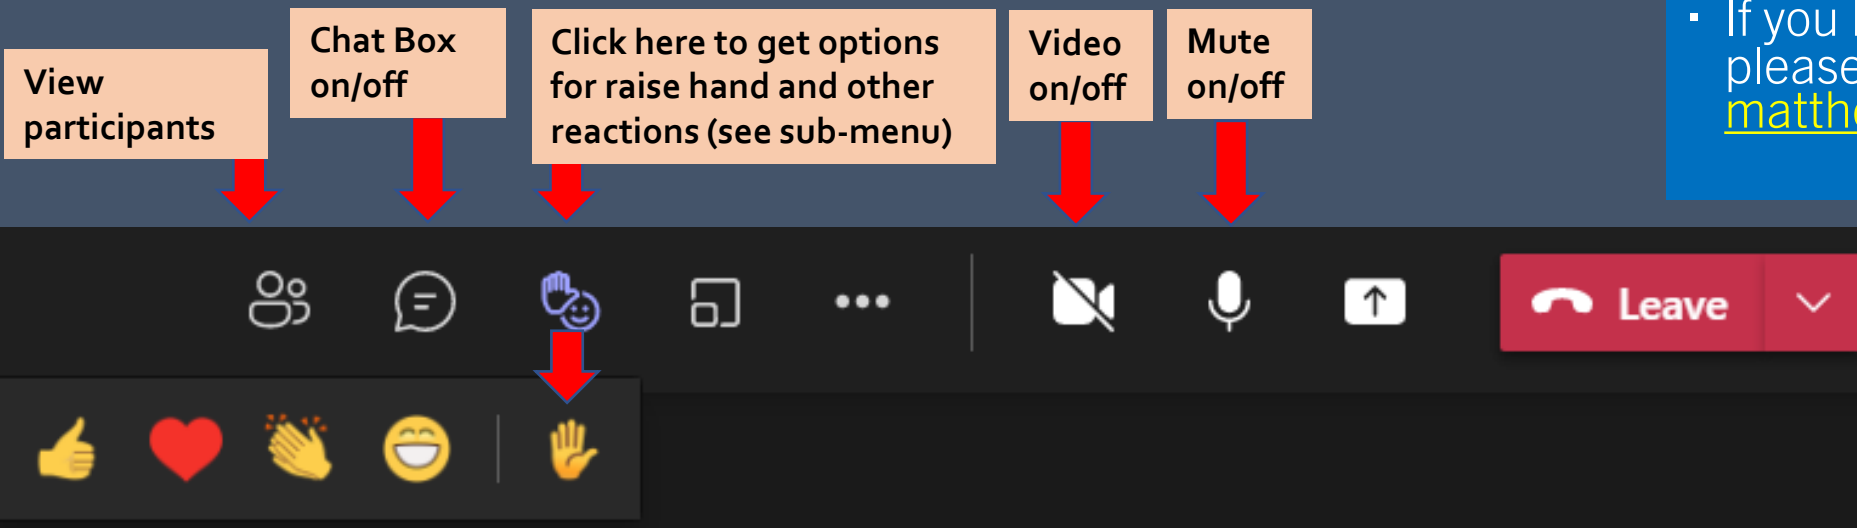 View
participants
Chat Box
on/off
Click here to get options
for raise hand and other
reactions (see sub-menu)
Video
on/off
Mute
on/off
▪ If you
please
Leave